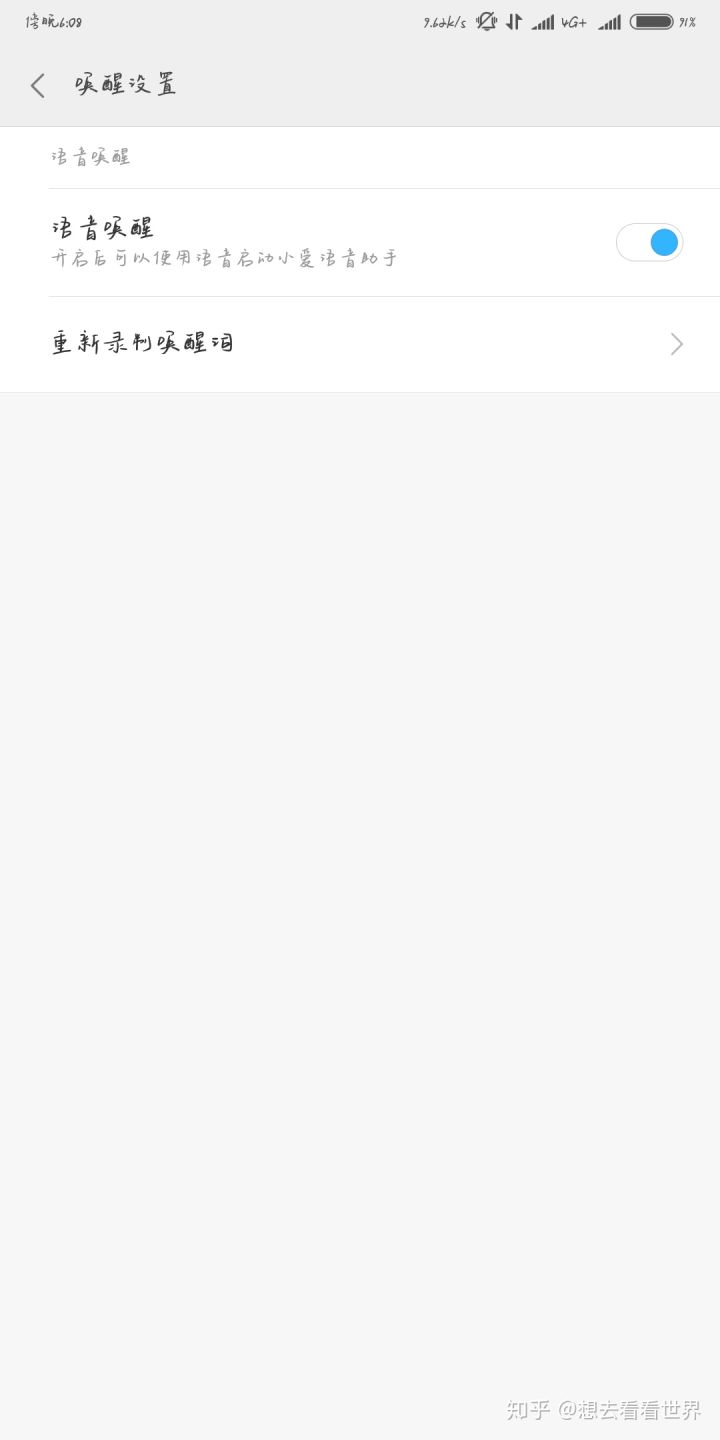 傍晚6:08 9.62k/s 4G+ 91%
唤醒设置
语音唤醒
语音唤醒
开启后可以使用语音启动小爱语音助手
重新录制唤醒词
知乎 @想去看看世界